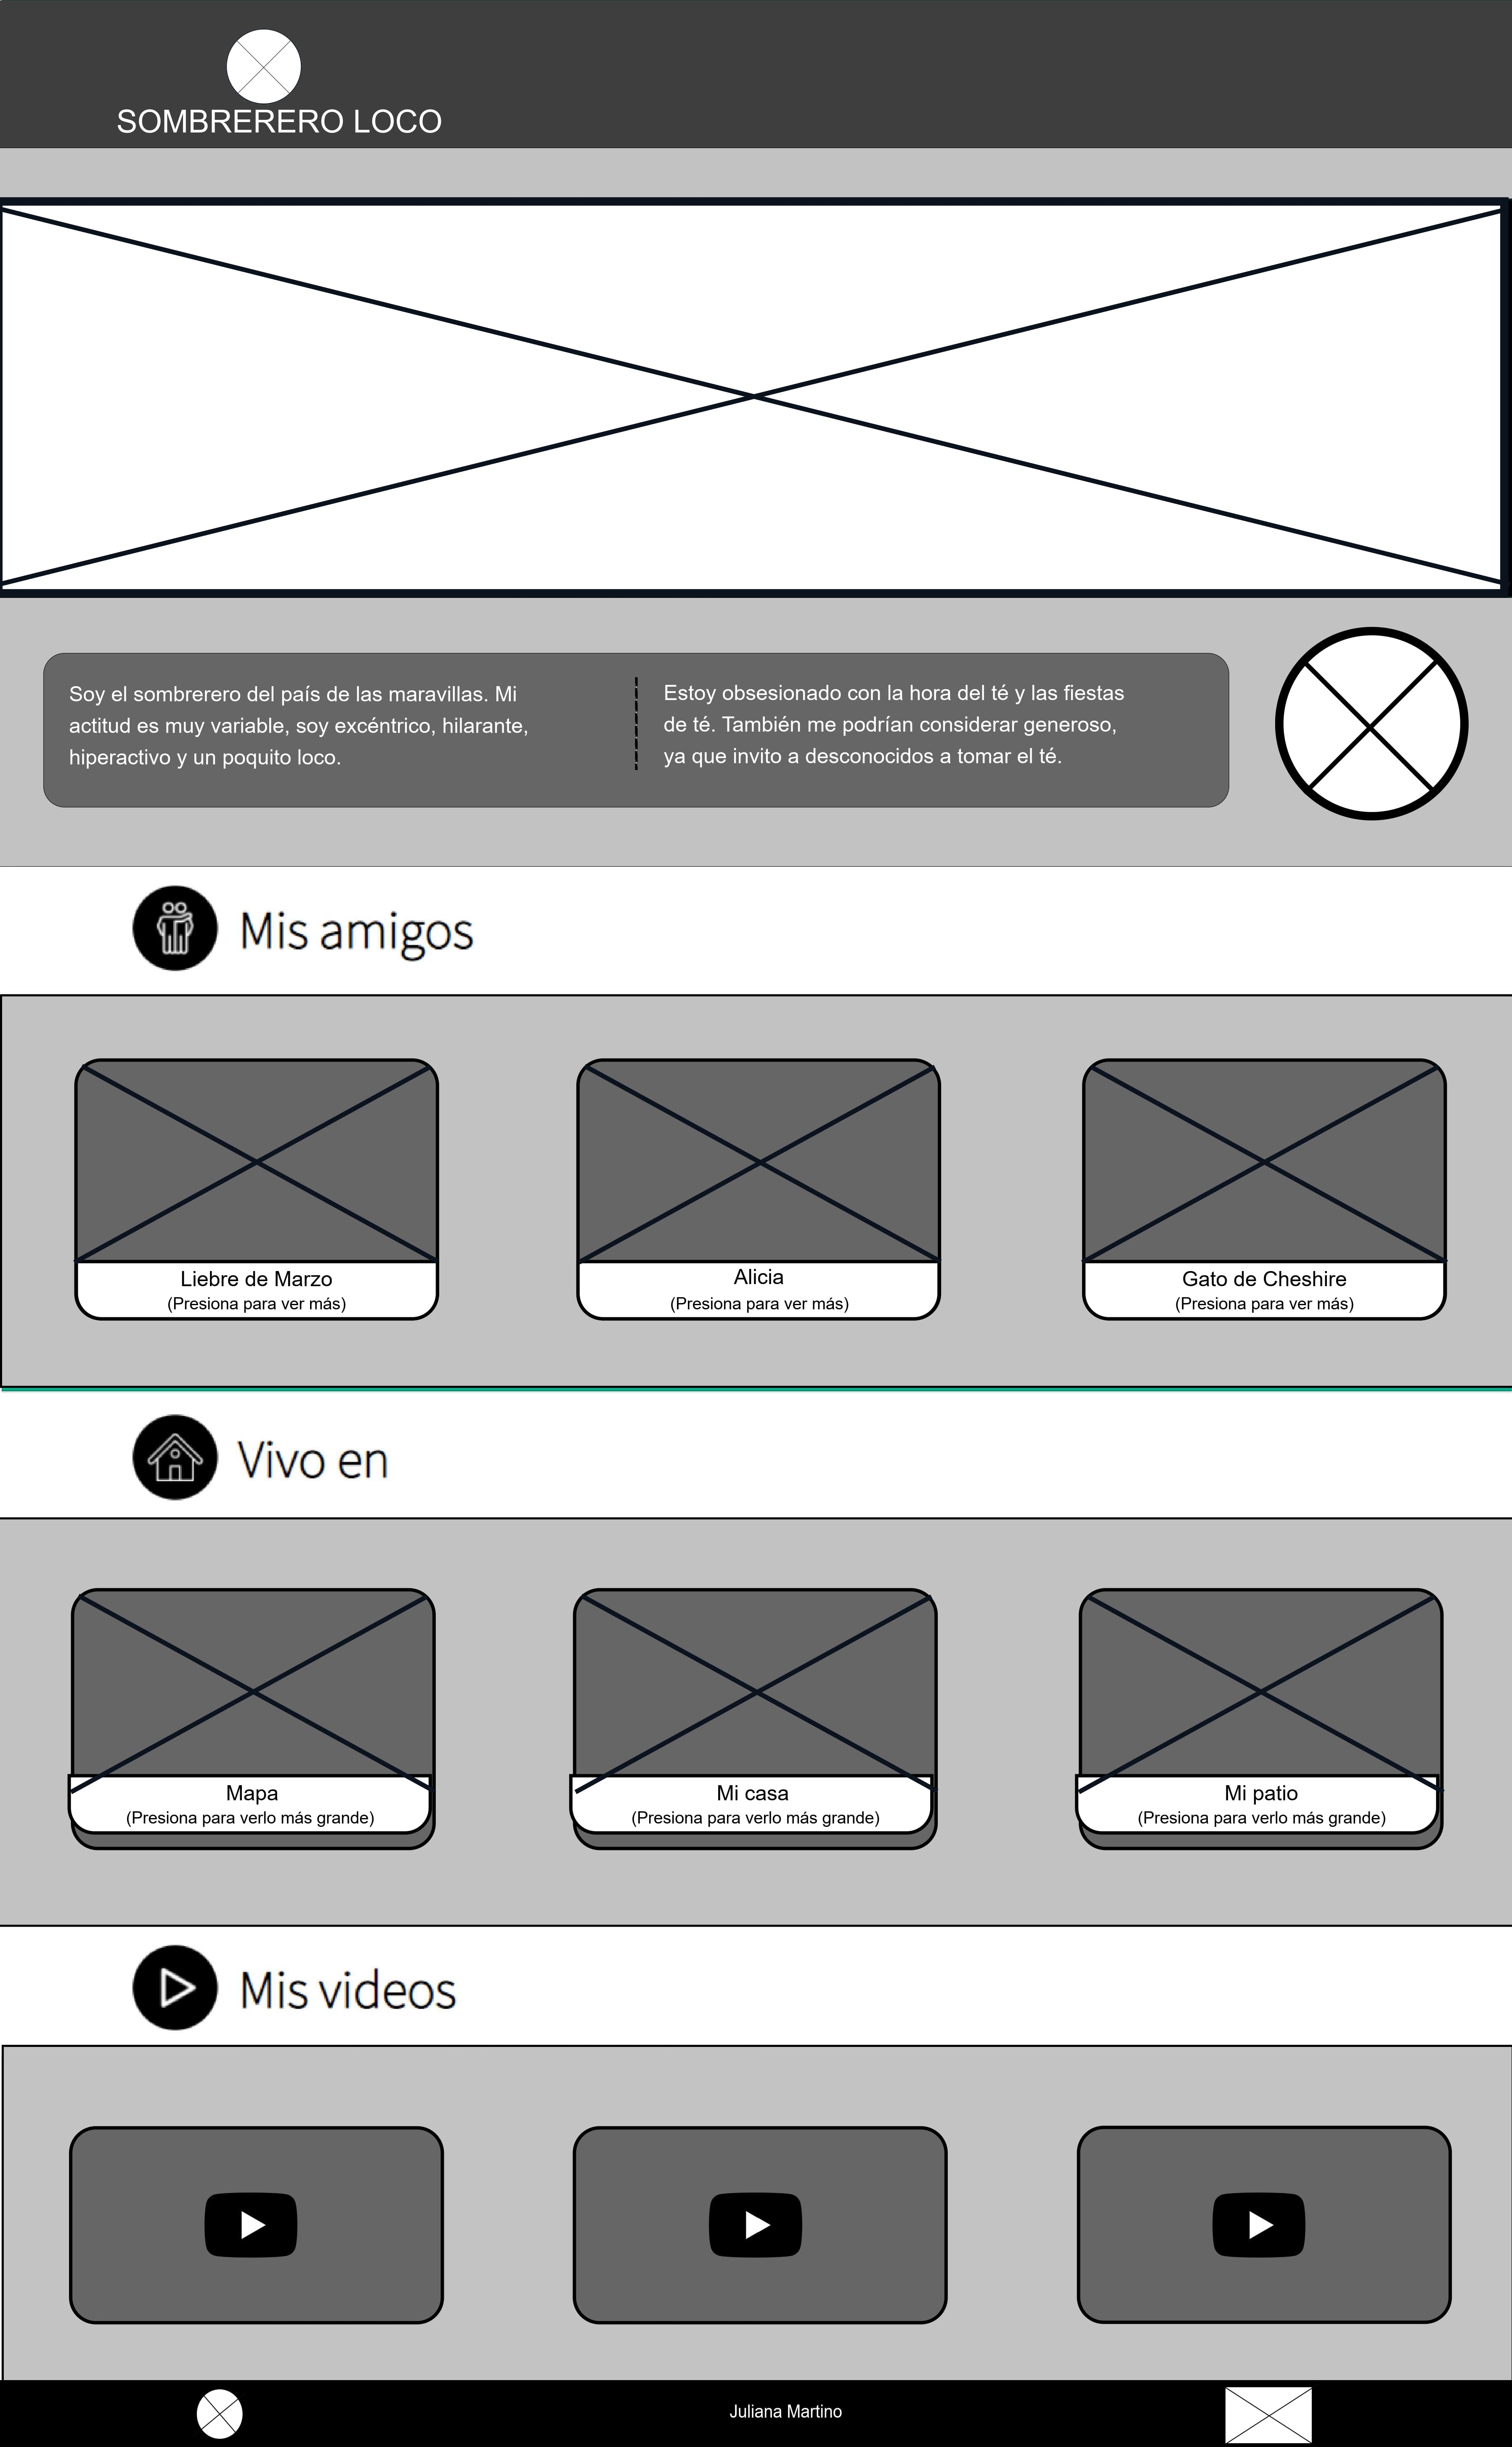 SOMBRERERO LOCO
Soy el sombrerero del país de las maravillas. Mi
actitud es muy variable, soy excéntrico, hilarante,
hiperactivo y un poquito loco.
Estoy obsesionado con la hora del té y las fiestas
de té. También me podrían considerar generoso,
ya que invito a desconocidos a tomar el té.
Mis amigos
Liebre de Marzo
(Presiona para ver más)
Alicia
(Presiona para ver más)
Gato de Cheshire
(Presiona para ver más)
Vivo en
Mapa
(Presiona para verlo más grande)
Mi casa
(Presiona para verlo más grande)
Mi patio
(Presiona para verlo más grande)
Mis videos
Juliana Martino